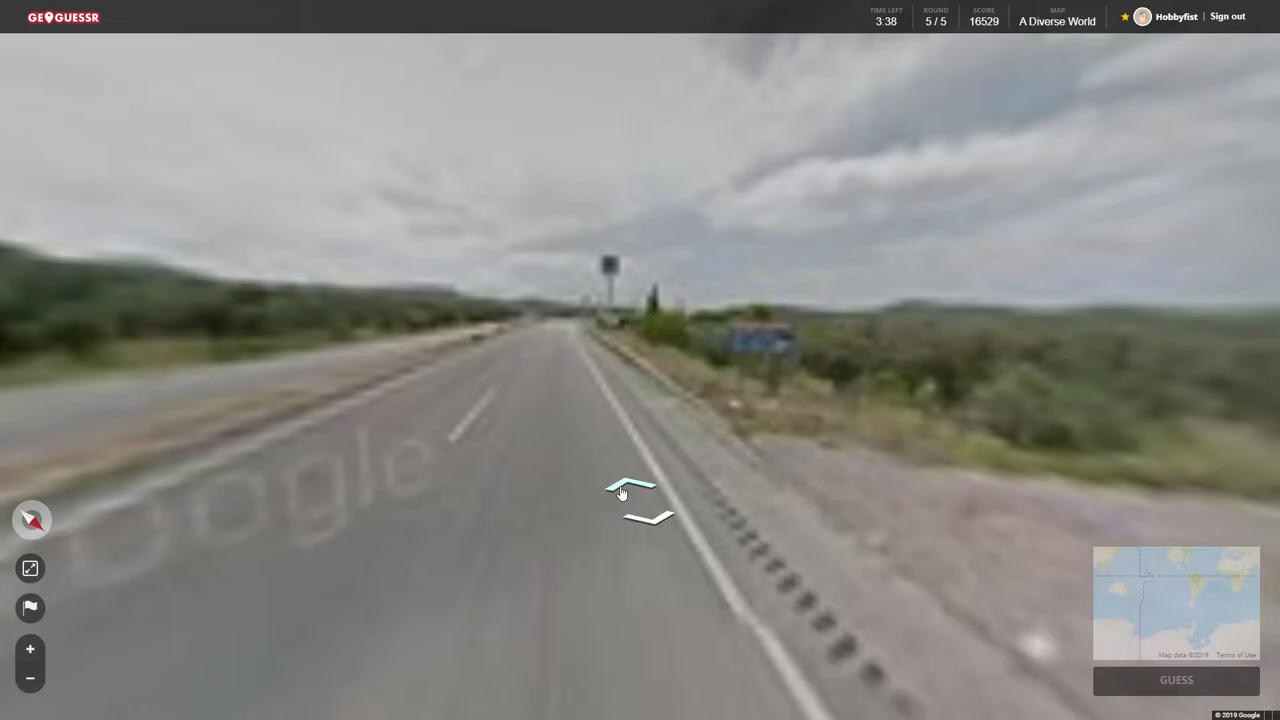 GEOGUESSR
TIME LEFT
3:38
ROUND
5 / 5
SCORE
16529
MAP
A Diverse World
Hobbyfist | Sign out
Google
Map data ©2019 Terms of Use
GUESS
© 2019 Google